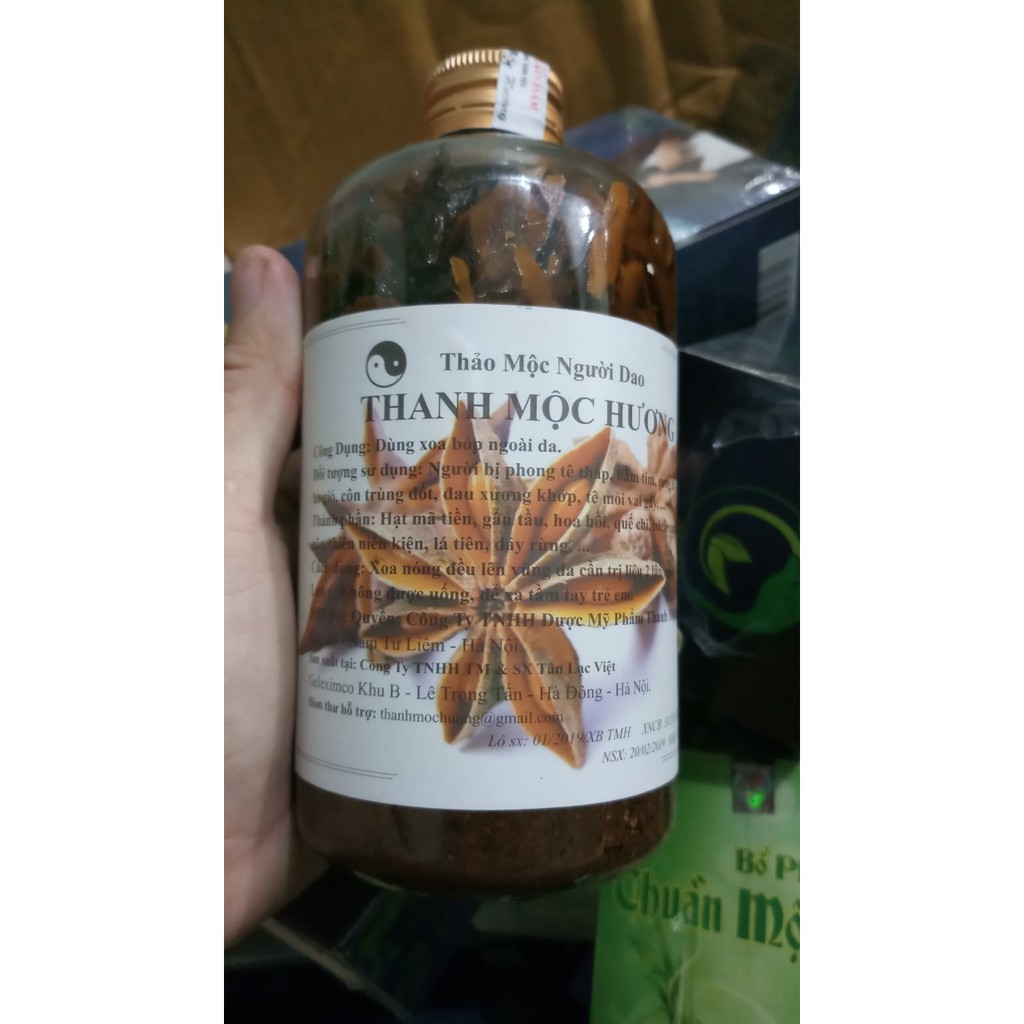 Thảo Mộc Người Dao
THANH MỘC HƯƠNG
Công Dụng: Dùng xoa bóp ngoài da.
Đối tượng sử dụng: Người bị phong tê thấp, bầm tím,
côn trùng đốt, đau xương khớp, tê mỏi vai gáy,...
Thành phần: Hạt mã tiền, gấu tầu, hoa hồi, quế chi,
thiên niên kiện, lá tiên, dây rừng, ...
Cách dùng: Xoa nóng đều lên vùng da cần trị liệu 2
Không được uống, để xa tầm tay trẻ em.
Quyền: Công Ty TNHH Dược Mỹ Phẩm Thanh
Nam Từ Liêm - Hà Nội.
Sản xuất tại: Công Ty TNHH TM & SX Tân Lạc Việt
Geleximco Khu B - Lê Trọng Tấn - Hà Đông - Hà Nội.
Hòm thư hỗ trợ: thanhmochuong@gmail.com
Lô sx: 01/2019/XB TMH XNCB:
NSX: 20/02/2019
Bổ
Chuẩn